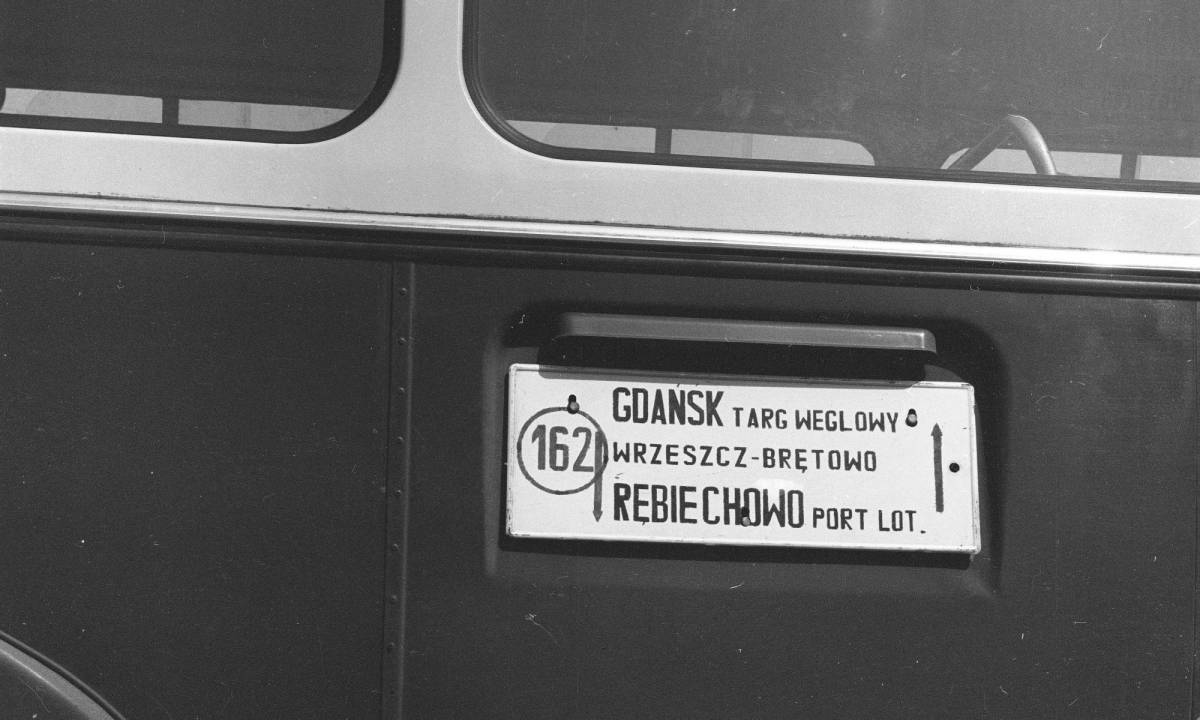 162
GDAŃSK TARG WEGLOWY
WRZESZCZ-BRĘTOWO
RĘBIECHOWO PORT LOT.